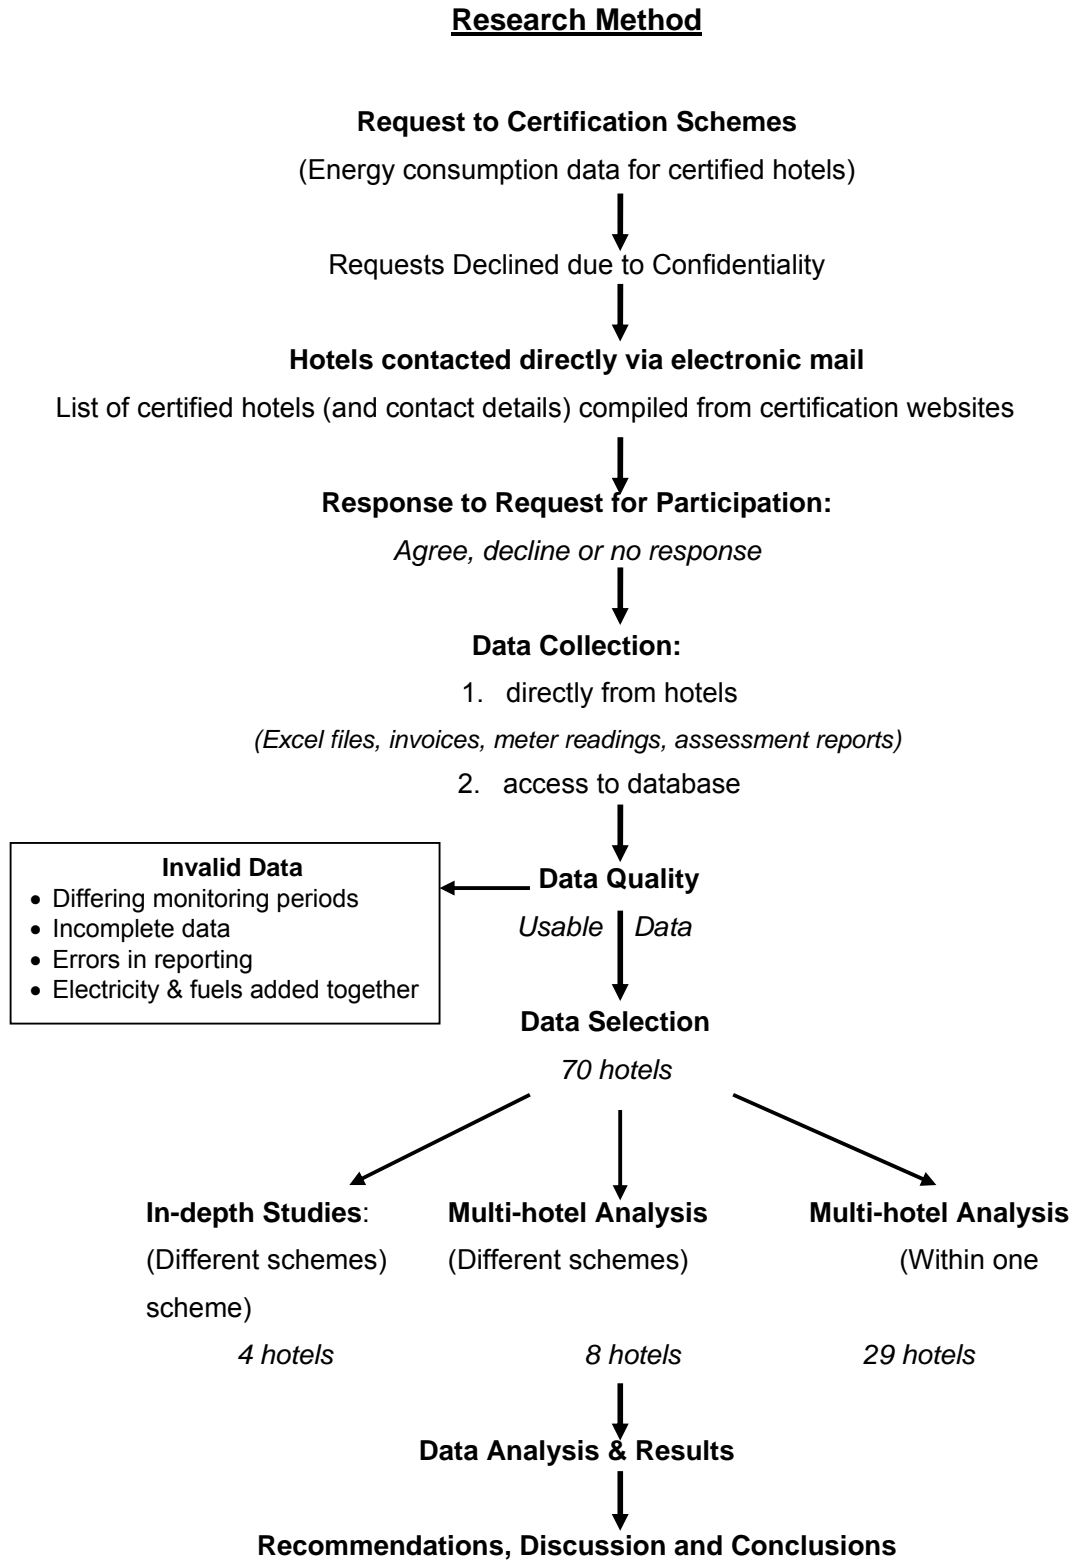 Research Method
Request to Certification Schemes
(Energy consumption data for certified hotels)
Requests Declined due to Confidentiality
Hotels contacted directly via electronic mail
List of certified hotels (and contact details) compiled from certification websites
Response to Request for Participation:
Agree, decline or no response
Data Collection:
1. directly from hotels
(Excel files, invoices, meter readings, assessment reports)
2. access to database
Invalid Data
• Differing monitoring periods
• Incomplete data
• Errors in reporting
• Electricity & fuels added together
Data Quality
Usable Data
Data Selection
70 hotels
In-depth Studies: Multi-hotel Analysis Multi-hotel Analysis
(Different schemes) (Different schemes) (Within one
scheme)
4 hotels 8 hotels 29 hotels
Data Analysis & Results
Recommendations, Discussion and Conclusions